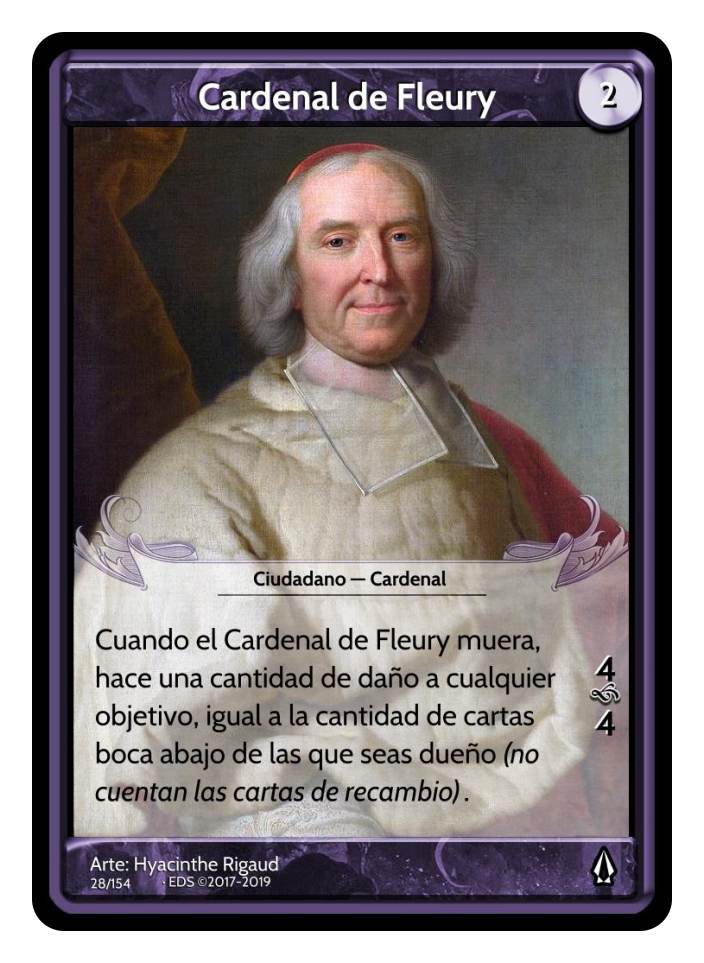 Cardenal de Fleury
2
Ciudadano — Cardenal
Cuando el Cardenal de Fleury muera,
hace una cantidad de daño a cualquier
objetivo, igual a la cantidad de cartas
boca abajo de las que seas dueño (no
cuentan las cartas de recambio).
4
4
Arte: Hyacinthe Rigaud
28/154 · EDS ©2017-2019